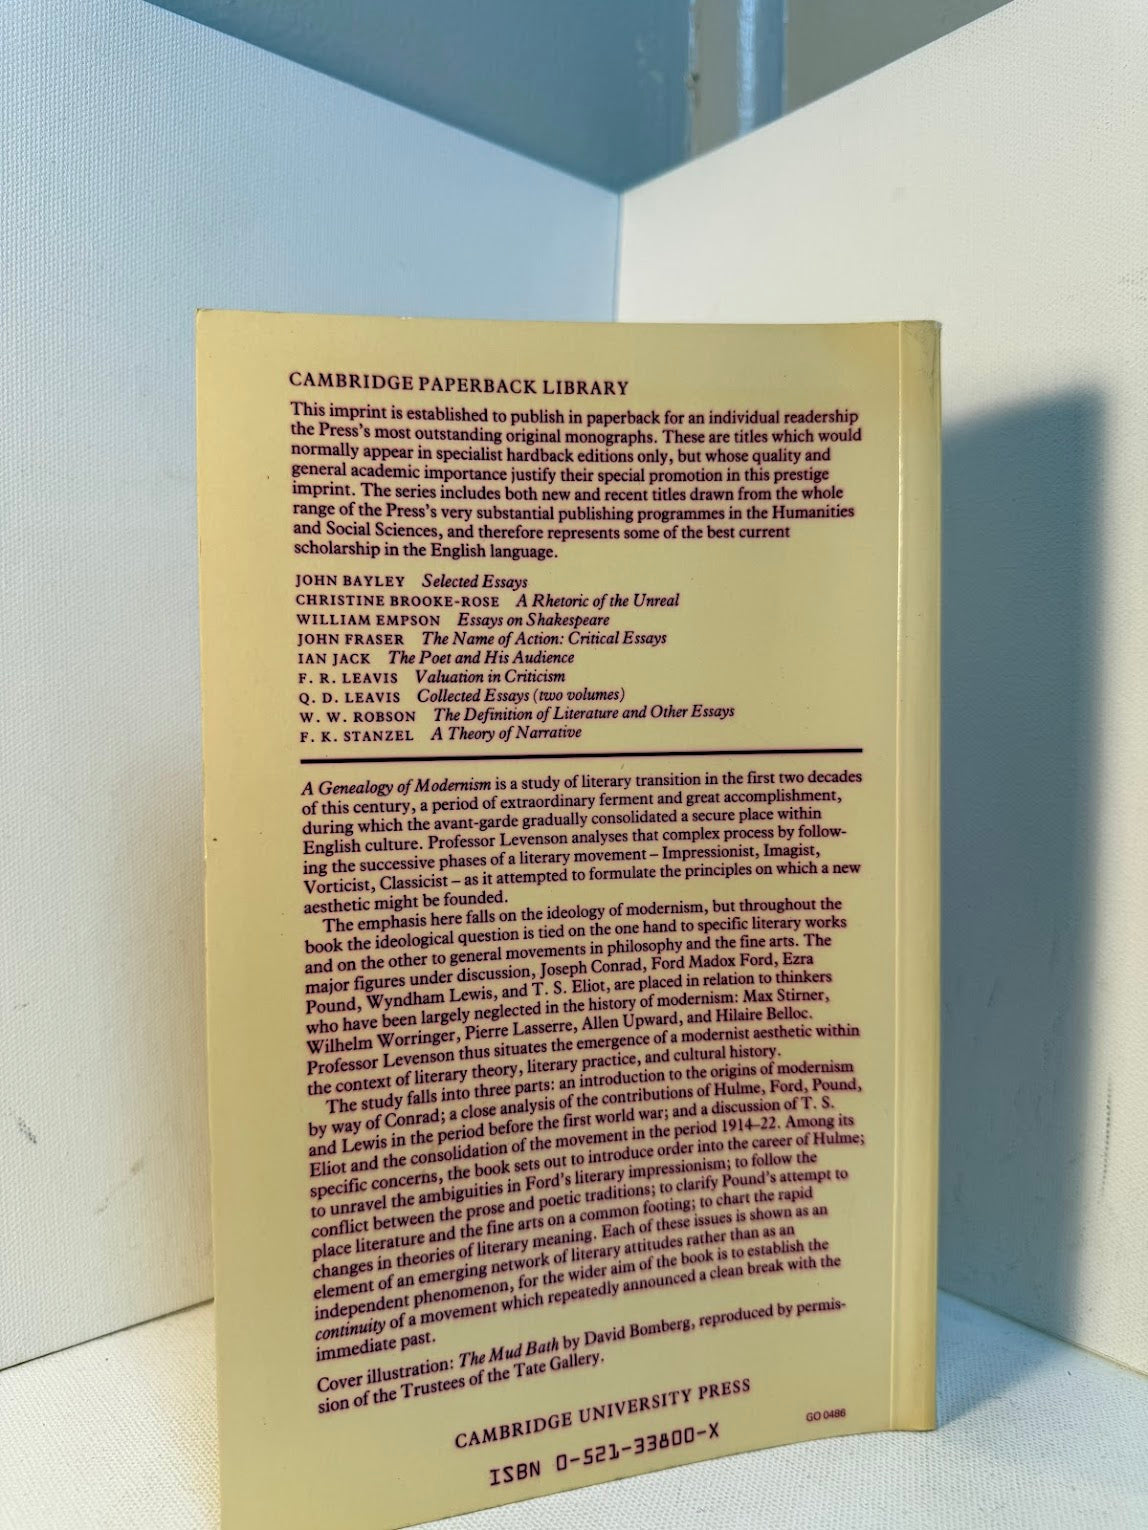 CAMBRIDGE PAPERBACK LIBRARY
This imprint is established to publish in paperback for an individual readership
the Press's most outstanding original monographs. These are titles which would
normally appear in specialist hardback editions only, but whose quality and
general academic importance justify their special promotion in this prestige
imprint. The series includes both new and recent titles drawn from the whole
range of the Press's very substantial publishing programmes in the Humanities
and Social Sciences, and therefore represents some of the best current
scholarship in the English language.
JOHN BAYLEY Selected Essays
CHRISTINE BROOKE-ROSE A Rhetoric of the Unreal
WILLIAM EMPSON Essays on Shakespeare
JOHN FRASER The Name of Action: Critical Essays
IAN JACK The Poet and His Audience
F. R. LEAVIS Valuation in Criticism
Q. D. LEAVIS Collected Essays (two volumes)
W. W. ROBSON The Definition of Literature and Other Essays
F. K. STANZEL A Theory of Narrative
A Genealogy of Modernism is a study of literary transition in the first two decades
of this century, a period of extraordinary ferment and great accomplishment,
during which the avant-garde gradually consolidated a secure place within
English culture. Professor Levenson analyses that complex process by follow-
ing the successive phases of a literary movement – Impressionist, Imagist,
Vorticist, Classicist – as it attempted to formulate the principles on which a new
aesthetic might be founded.
The emphasis here falls on the ideology of modernism, but throughout the
book the ideological question is tied on the one hand to specific literary works
and on the other to general movements in philosophy and the fine arts. The
major figures under discussion, Joseph Conrad, Ford Madox Ford, Ezra
Pound, Wyndham Lewis, and T. S. Eliot, are placed in relation to thinkers
who have been largely neglected in the history of modernism: Max Stirner,
Wilhelm Worringer, Pierre Lasserre, Allen Upward, and Hilaire Belloc.
Professor Levenson thus situates the emergence of a modernist aesthetic within
the context of literary theory, literary practice, and cultural history.
The study falls into three parts: an introduction to the origins of modernism
by way of Conrad; a close analysis of the contributions of Hulme, Ford, Pound,
and Lewis in the period before the first world war; and a discussion of T. S.
Eliot and the consolidation of the movement in the period 1914–22. Among its
specific concerns, the book sets out to introduce order into the career of Hulme;
to unravel the ambiguities in Ford's literary impressionism; to follow the
conflict between the prose and poetic traditions; to clarify Pound's attempt to
place literature and the fine arts on a common footing; to chart the rapid
changes in theories of literary meaning. Each of these issues is shown as an
element of an emerging network of literary attitudes rather than as an
independent phenomenon, for the wider aim of the book is to establish the
continuity of a movement which repeatedly announced a clean break with the
immediate past.
Cover illustration: The Mud Bath by David Bomberg, reproduced by permis-
sion of the Trustees of the Tate Gallery.
CAMBRIDGE UNIVERSITY PRESS
GO 0486
ISBN 0-521-33800-X